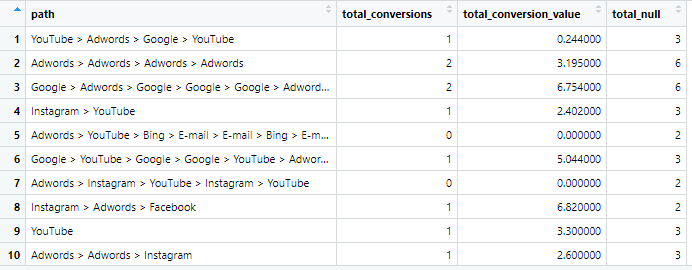 path total_conversions total_conversion_value total_null
1 YouTube > Adwords > Google > YouTube 1 0.244000 3
2 Adwords > Adwords > Adwords > Adwords 2 3.195000 6
3 Google > Adwords > Google > Google > Google > Adword... 2 6.754000 6
4 Instagram > YouTube 1 2.402000 3
5 Adwords > YouTube > Bing > E-mail > E-mail > Bing > E-m... 0 0.000000 2
6 Google > YouTube > Google > Google > YouTube > Adwor... 1 5.044000 3
7 Adwords > Instagram > YouTube > Instagram > YouTube 0 0.000000 2
8 Instagram > Adwords > Facebook 1 6.820000 2
9 YouTube 1 3.300000 3
10 Adwords > Adwords > Instagram 1 2.600000 3